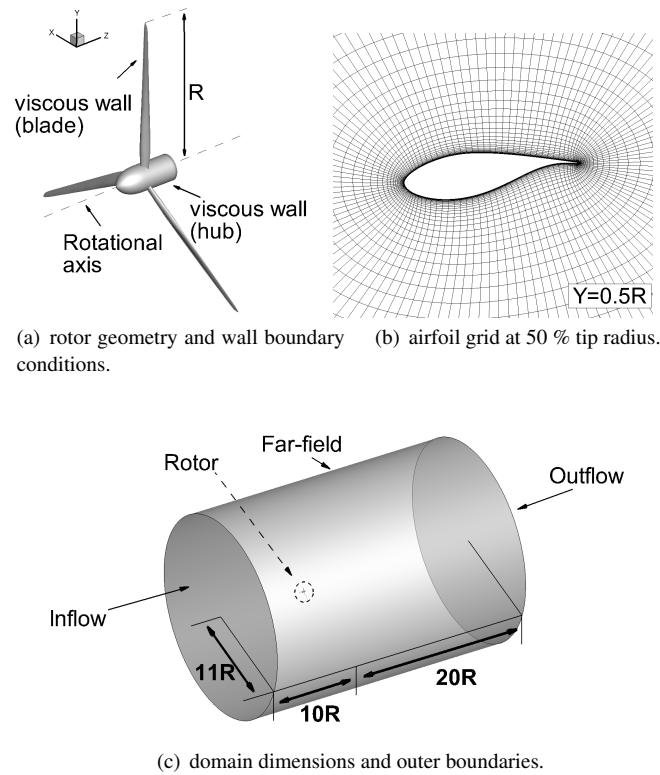 Y
X
Z
viscous wall
(blade)
R
viscous wall
(hub)
Rotational
axis
Y=0.5R
(a) rotor geometry and wall boundary
conditions.
(b) airfoil grid at 50 % tip radius.
Far-field
Rotor
Outflow
Inflow
11R
20R
10R
(c) domain dimensions and outer boundaries.